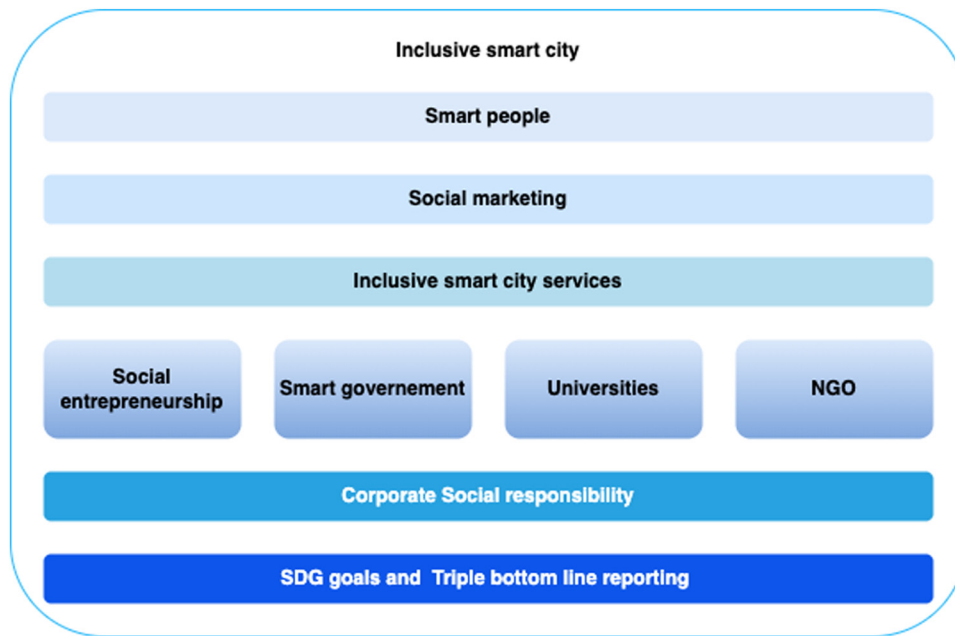 Inclusive smart city
Smart people
Social marketing
Inclusive smart city services
Social
entrepreneurship
Smart governement
Universities
NGO
Corporate Social responsibility
SDG goals and  Triple bottom line reporting